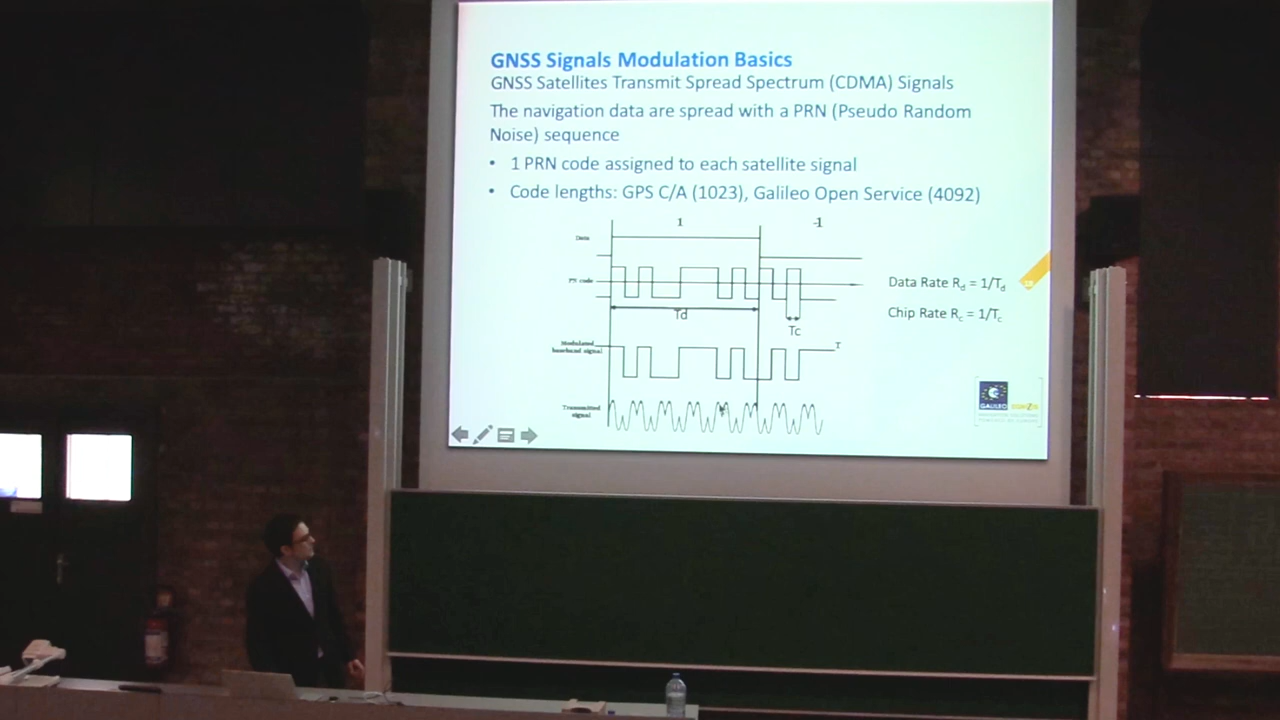 GNSS Signals Modulation Basics
GNSS Satellites Transmit Spread Spectrum (CDMA) Signals
The navigation data are spread with a PRN (Pseudo Random
Noise) sequence
• 1 PRN code assigned to each satellite signal
• Code lengths: GPS C/A (1023), Galileo Open Service (4092)
1 -1
Data
PN code
Data Rate Rd = 1/Td
Td
Chip Rate Rc = 1/Tc
Tc
Modulated
baseband signal
T
Transmitted
signal
GALILEO